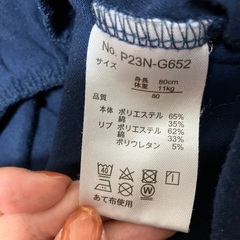 No. P23N-G652
サイズ
身長 80cm
体重 11kg
80
品質
本体 ポリエステル 65%
綿 35%
リブ ポリエステル 62%
綿 33%
ポリウレタン 5%
40
あて布使用